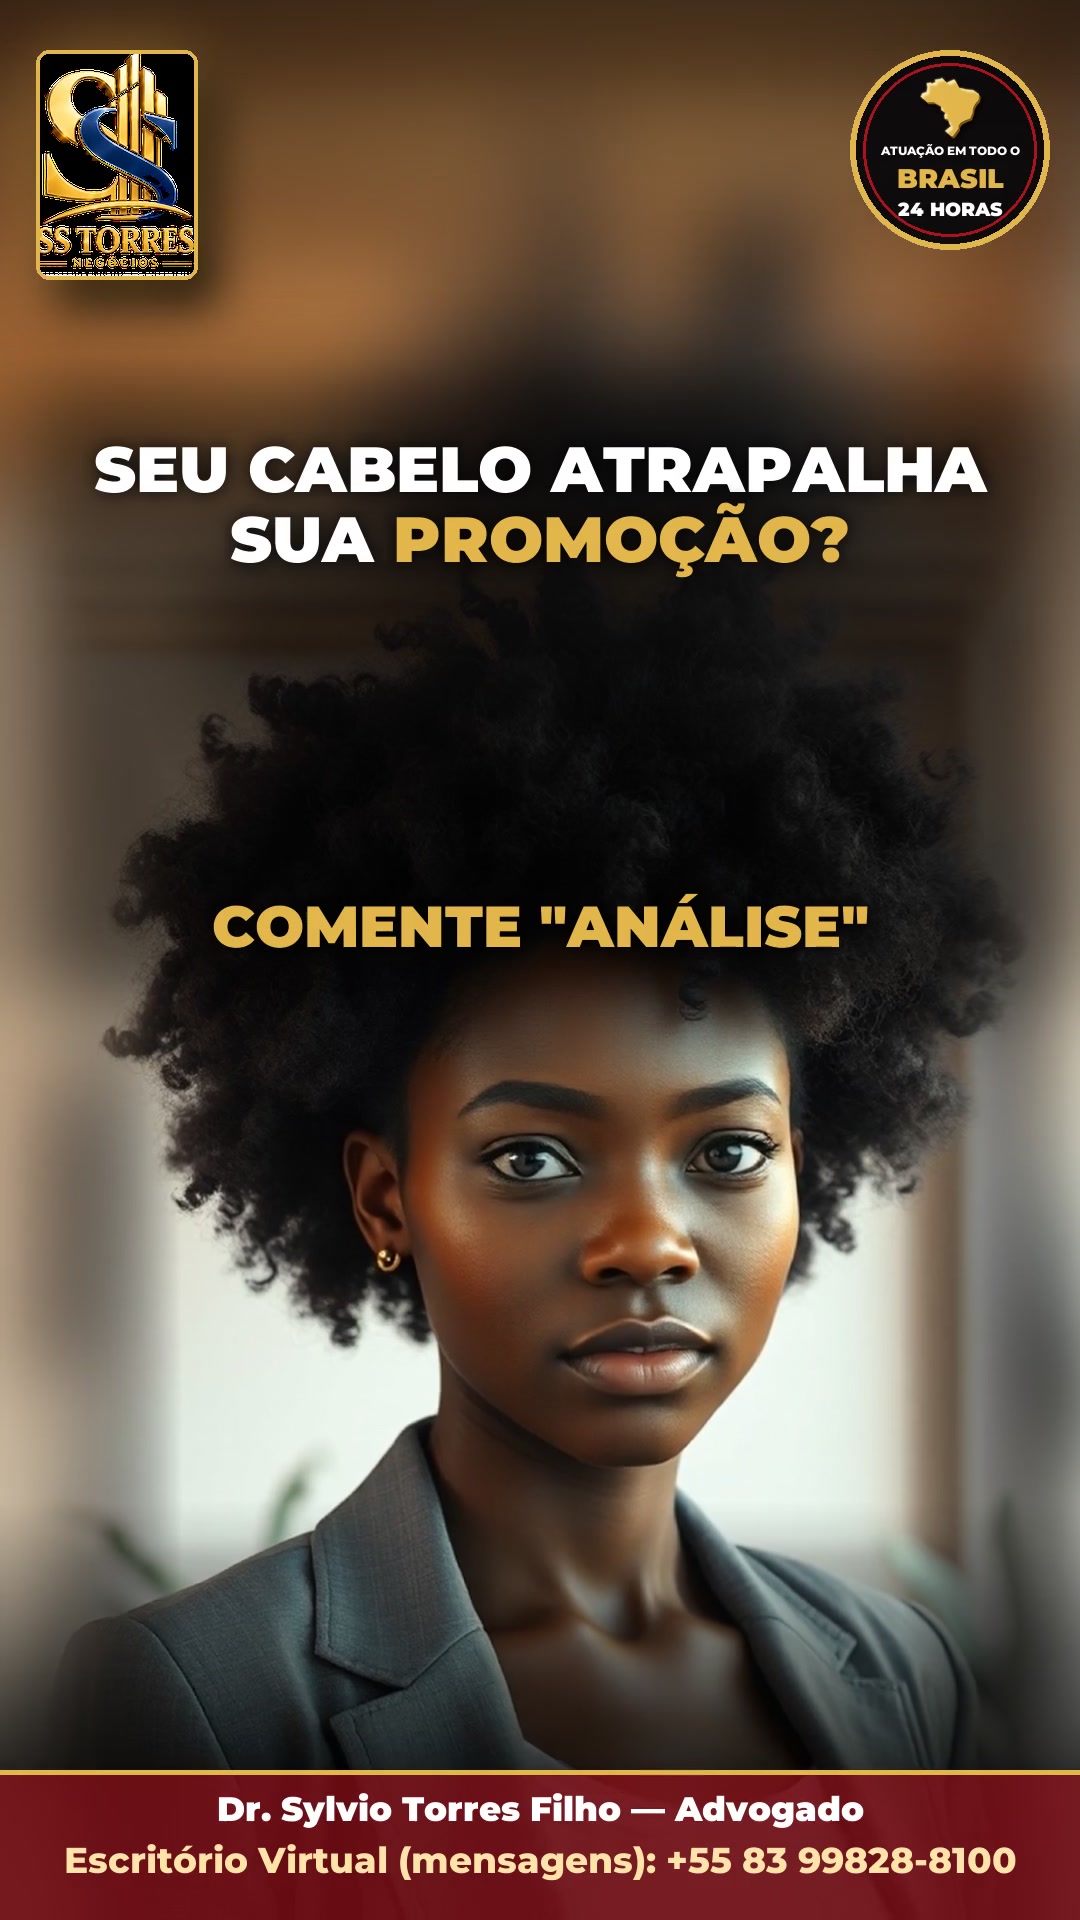 SS TORRES
NEGÓCIOS
ATUAÇÃO EM TODO O
BRASIL
24 HORAS
SEU CABELO ATRAPALHA
SUA PROMOÇÃO?
COMENTE "ANÁLISE"
Dr. Sylvio Torres Filho — Advogado
Escritório Virtual (mensagens): +55 83 99828-8100